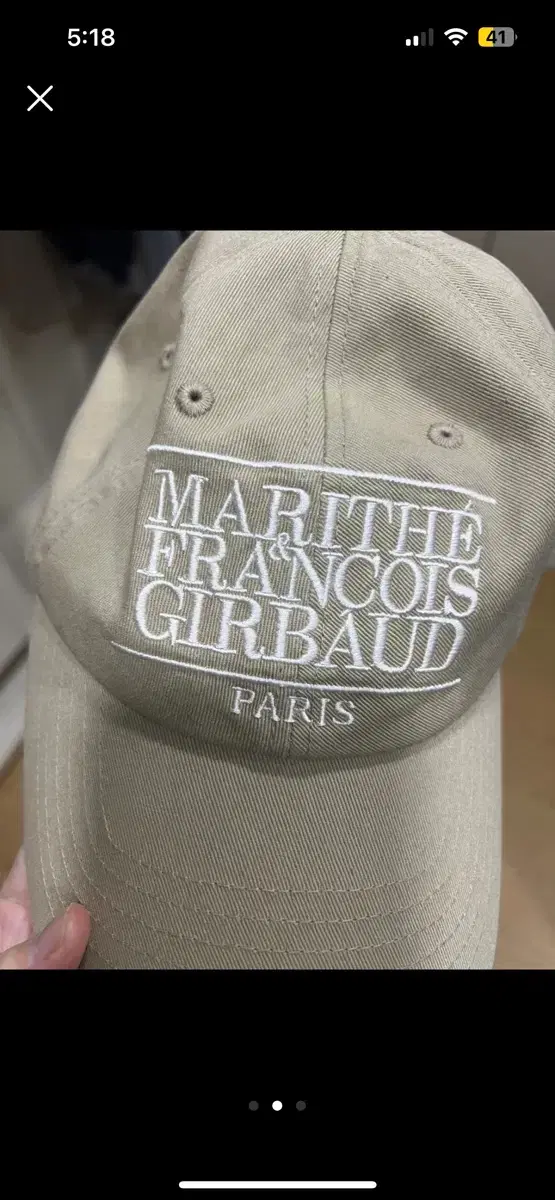 5:18
41
MARITHÉ
&
FRANCOIS
GIRBAUD
PARIS